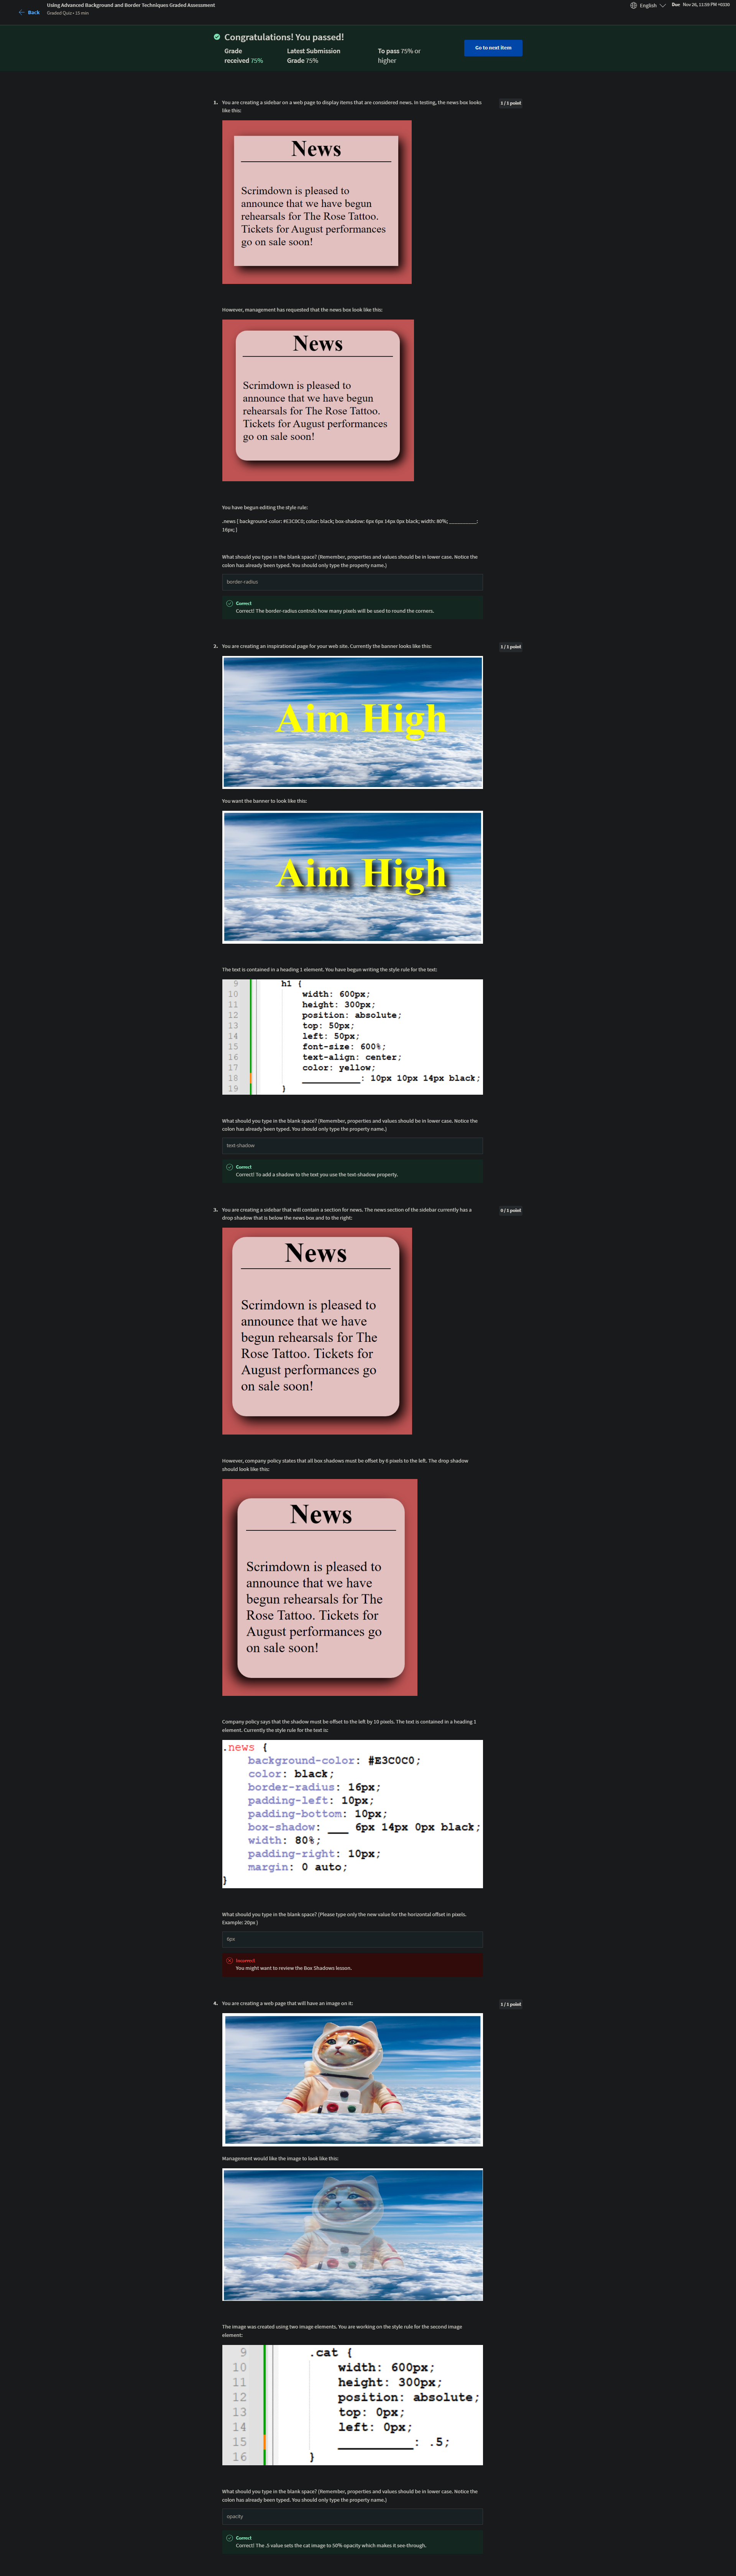 Back
Using Advanced Background and Border Techniques Graded Assessment
Graded Quiz • 15 min
English
Due Nov 26, 11:59 PM +0330
Congratulations! You passed!
Grade received 75%
Latest Submission Grade 75%
To pass 75% or higher
Go to next item
1. You are creating a sidebar on a web page to display items that are considered news. In testing, the news box looks
like this:
1 / 1 point
News
Scrimdown is pleased to
announce that we have begun
rehearsals for The Rose Tattoo.
Tickets for August performances
go on sale soon!
However, management has requested that the news box look like this:
News
Scrimdown is pleased to
announce that we have begun
rehearsals for The Rose Tattoo.
Tickets for August performances
go on sale soon!
You have begun editing the style rule:
.news { background-color: #E3C0C0; color: black; box-shadow: 6px 6px 14px 0px black; width: 80%; __________:
16px; }
What should you type in the blank space? (Remember, properties and values should be in lower case. Notice the
colon has already been typed. You should only type the property name.)
border-radius
Correct
Correct! The border-radius controls how many pixels will be used to round the corners.
2. You are creating an inspirational page for your web site. Currently the banner looks like this:
1 / 1 point
Aim High
You want the banner to look like this:
Aim High
The text is contained in a heading 1 element. You have begun writing the style rule for the text:
9 h1 {
10 width: 600px;
11 height: 300px;
12 position: absolute;
13 top: 50px;
14 left: 50px;
15 font-size: 600%;
16 text-align: center;
17 color: yellow;
18 __________: 10px 10px 14px black;
19 }
What should you type in the blank space? (Remember, properties and values should be in lower case. Notice the
colon has already been typed. You should only type the property name.)
text-shadow
Correct
Correct! To add a shadow to the text you use the text-shadow property.
3. You are creating a sidebar that will contain a section for news. The news section of the sidebar currently has a
drop shadow that is below the news box and to the right:
0 / 1 point
News
Scrimdown is pleased to
announce that we have
begun rehearsals for The
Rose Tattoo. Tickets for
August performances go
on sale soon!
However, company policy states that all box shadows must be offset by 6 pixels to the left. The drop shadow
should look like this:
News
Scrimdown is pleased to
announce that we have
begun rehearsals for The
Rose Tattoo. Tickets for
August performances go
on sale soon!
Company policy says that the shadow must be offset to the left by 10 pixels. The text is contained in a heading 1
element. Currently the style rule for the text is:
.news {
background-color: #E3C0C0;
color: black;
border-radius: 16px;
padding-left: 10px;
padding-bottom: 10px;
box-shadow: ___ 6px 14px 0px black;
width: 80%;
padding-right: 10px;
margin: 0 auto;
}
What should you type in the blank space? (Please type only the new value for the horizontal offset in pixels.
Example: 20px )
6px
Incorrect
You might want to review the Box Shadows lesson.
4. You are creating a web page that will have an image on it:
1 / 1 point
Management would like the image to look like this:
The image was created using two image elements. You are working on the style rule for the second image
element:
9 .cat {
10 width: 600px;
11 height: 300px;
12 position: absolute;
13 top: 0px;
14 left: 0px;
15 __________: .5;
16 }
What should you type in the blank space? (Remember, properties and values should be in lower case. Notice the
colon has already been typed. You should only type the property name.)
opacity
Correct
Correct! The .5 value sets the cat image to 50% opacity which makes it see-through.